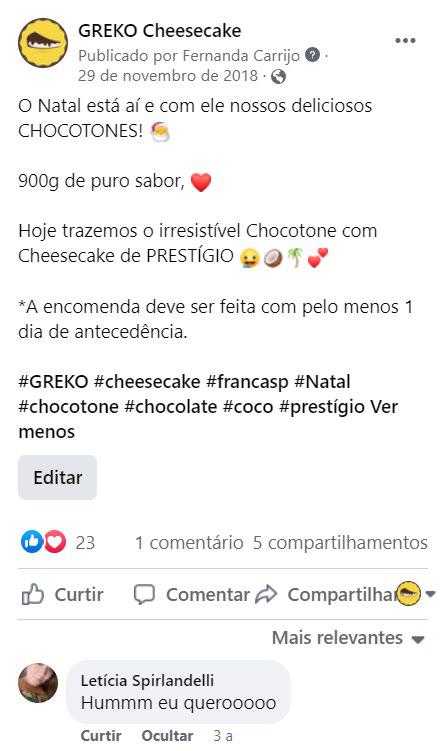 GREKO Cheesecake
Publicado por Fernanda Carrijo ? ·
29 de novembro de 2018 ·
O Natal está aí e com ele nossos deliciosos
CHOCOTONES! 🎅
900g de puro sabor, ❤️
Hoje trazemos o irresistível Chocotone com
Cheesecake de PRESTÍGIO 🤤🥥🌴💕
*A encomenda deve ser feita com pelo menos 1
dia de antecedência.
#GREKO #cheesecake #francasp #Natal
#chocotone #chocolate #coco #prestígio Ver
menos
Editar
23 1 comentário 5 compartilhamentos
Curtir Comentar Compartilha
Mais relevantes
Letícia Spirlandelli
Hummm eu querooooo
Curtir Ocultar 3 a